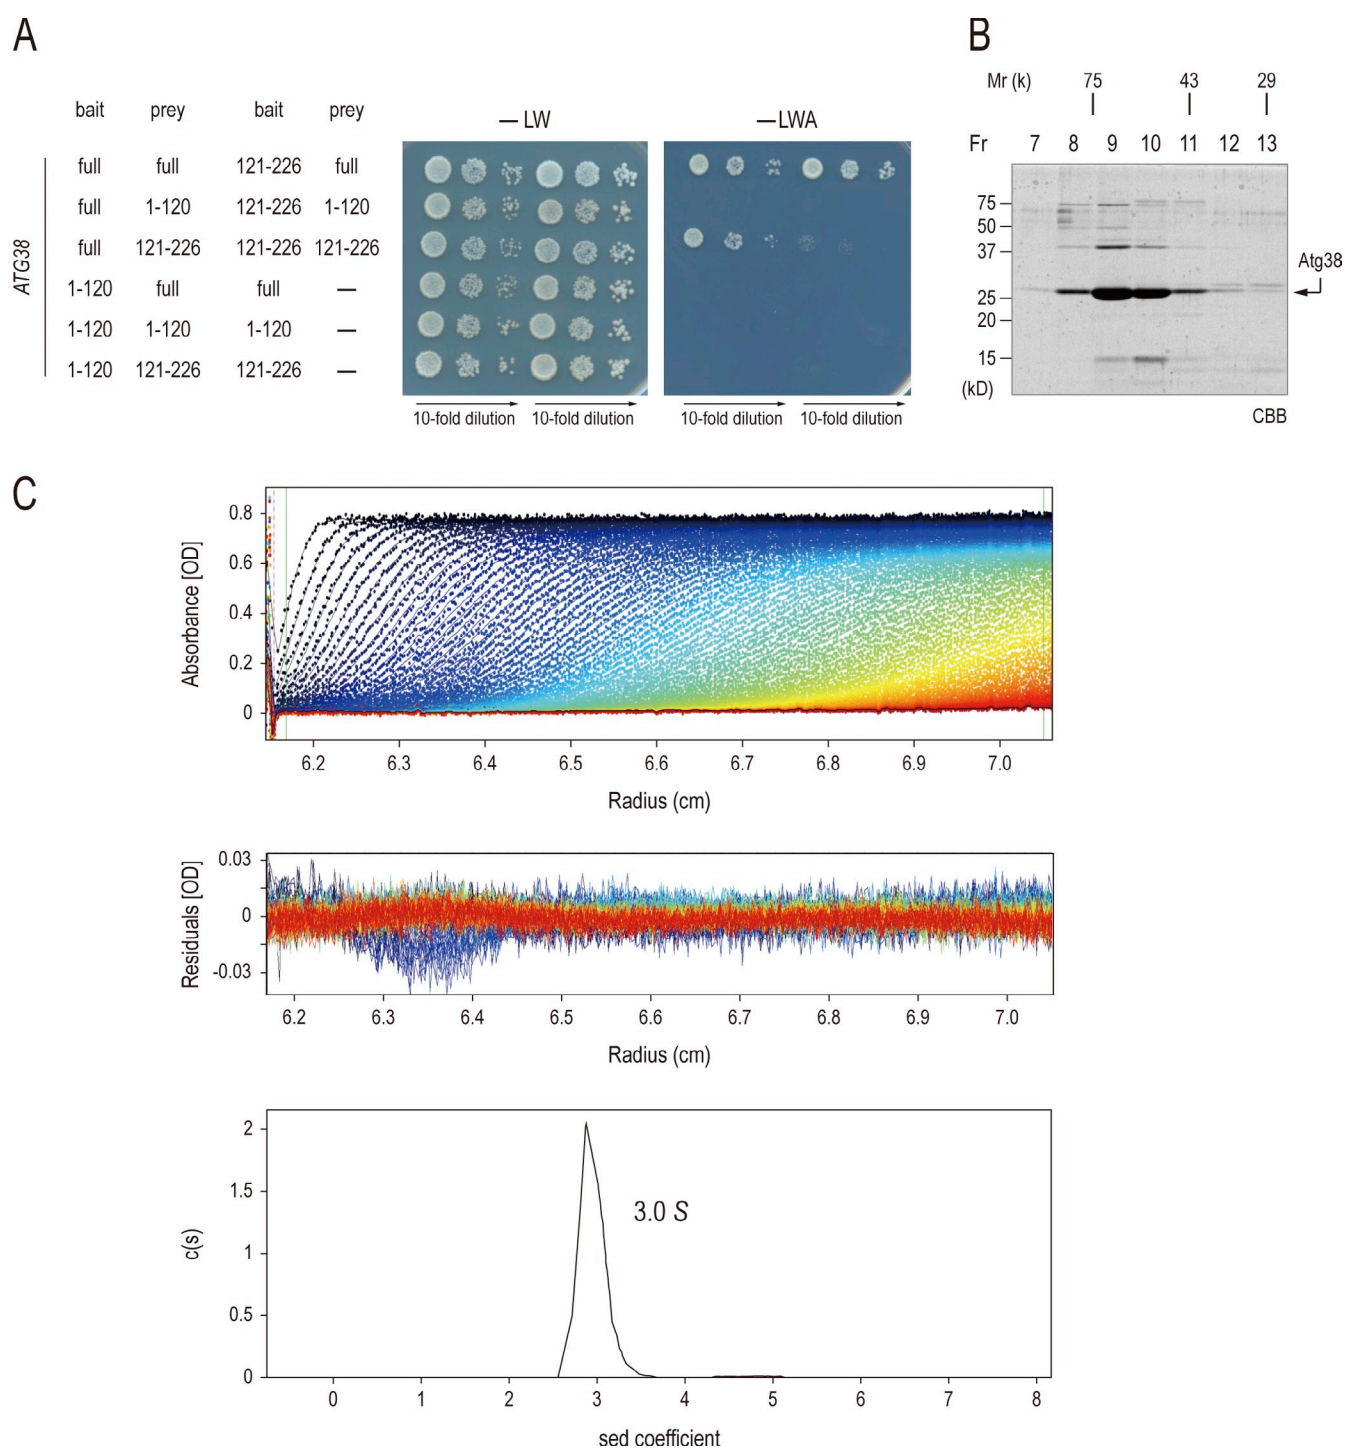 A
bait prey bait prey
full full 121-226 full
full 1-120 121-226 1-120
full 121-226 121-226 121-226
1-120 full full —
1-120 1-120 1-120 —
1-120 121-226 121-226 —
ATG38
— LW
—LWA
10-fold dilution 10-fold dilution
10-fold dilution 10-fold dilution
B
Mr (k) 75 43 29
Fr 7 8 9 10 11 12 13
75
50
37
25
20
15
(kD)
Atg38
CBB
C
Absorbance [OD]
0.8
0.6
0.4
0.2
0
6.2 6.3 6.4 6.5 6.6 6.7 6.8 6.9 7.0
Radius (cm)
Residuals [OD]
0.03
0
-0.03
6.2 6.3 6.4 6.5 6.6 6.7 6.8 6.9 7.0
Radius (cm)
c(s)
2
1.5
1
0.5
0
3.0 S
0 1 2 3 4 5 6 7 8
sed coefficient